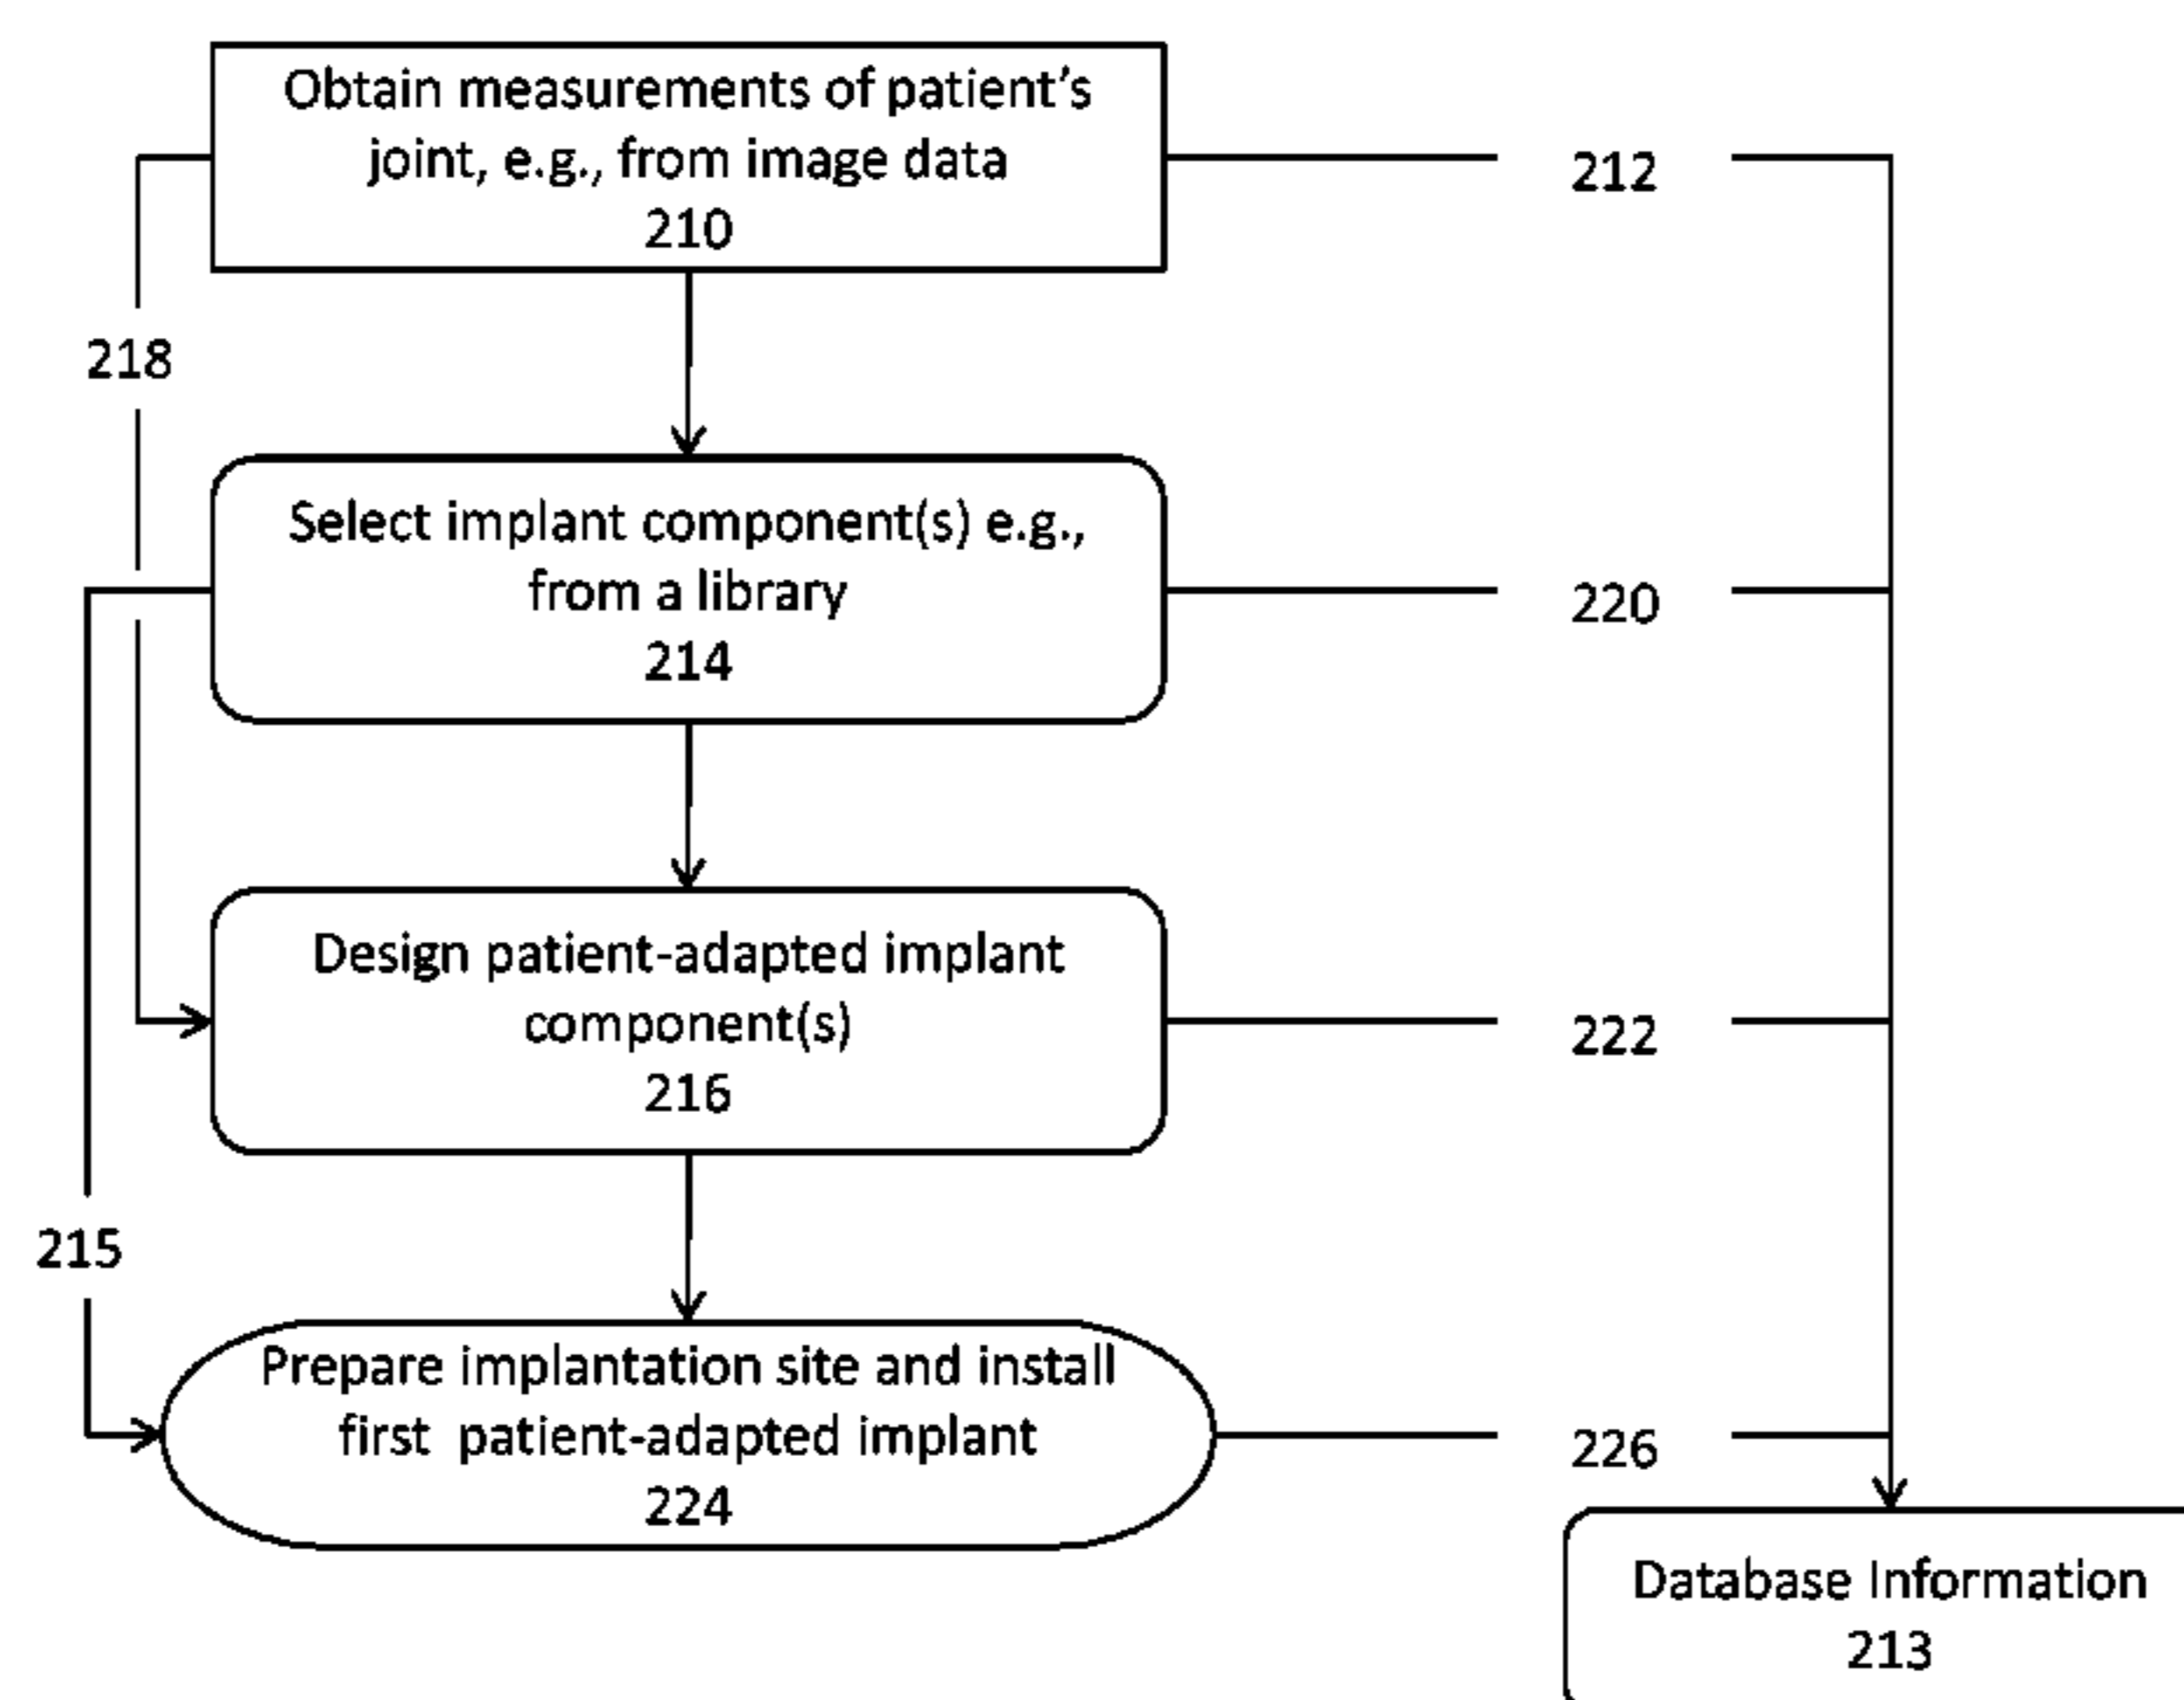 Obtain measurements of patient's
joint, e.g., from image data
210
212
218
Select implant component(s) e.g.,
from a library
214
220
Design patient-adapted implant
component(s)
216
222
215
Prepare implantation site and install
first patient-adapted implant
224
226
Database Information
213